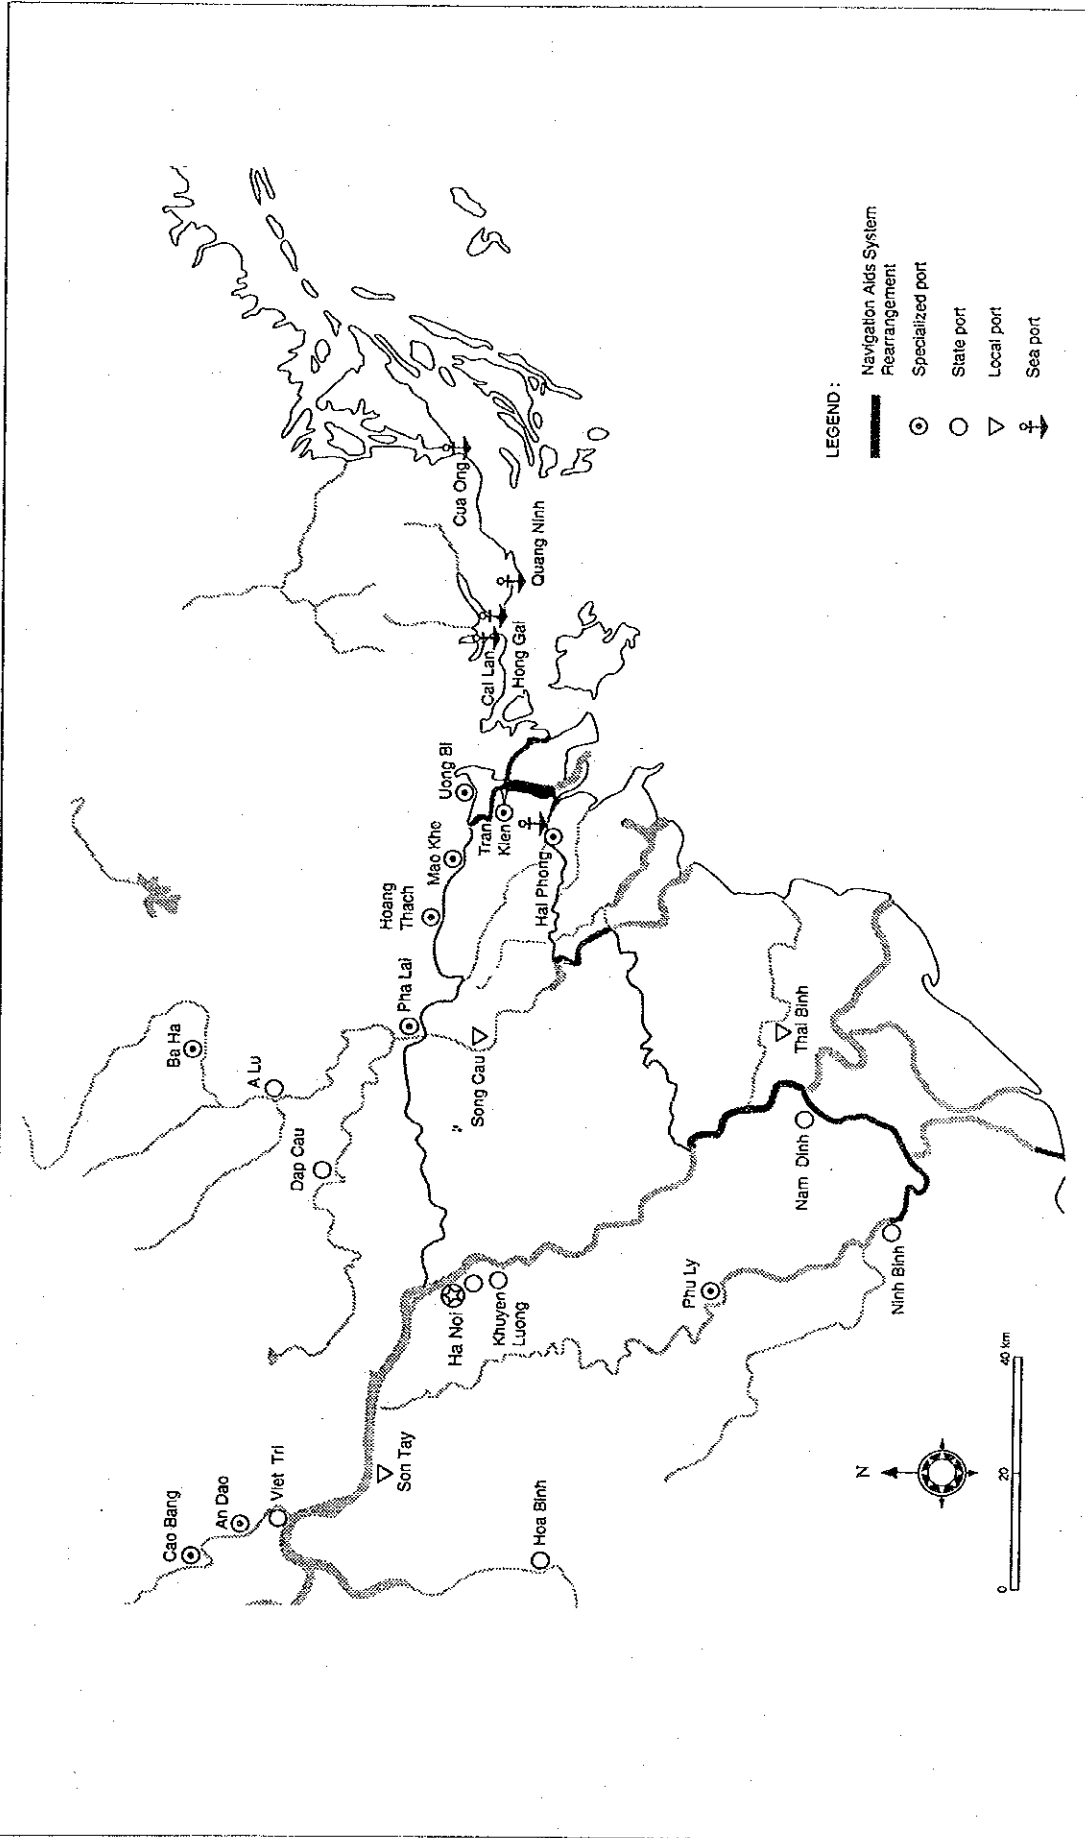 Cao Bang
An Dao
Viet Tri
Son Tay
Hoa Binh
Ba Ha
A Lu
Dap Cau
Pha Lai
Hoang
Thach
Mao Khe
Uong Bi
Tran
Kien
Hai Phong
Song Cau
Ha Noi
Khuyen
Luong
Phu Ly
Ninh Binh
Nam Dinh
Thai Binh
Cai Lan
Hong Gai
Quang Ninh
Cua Ong
LEGEND :
Navigation Aids System
Rearrangement
Specialized port
State port
Local port
Sea port
N
0
20
40 km